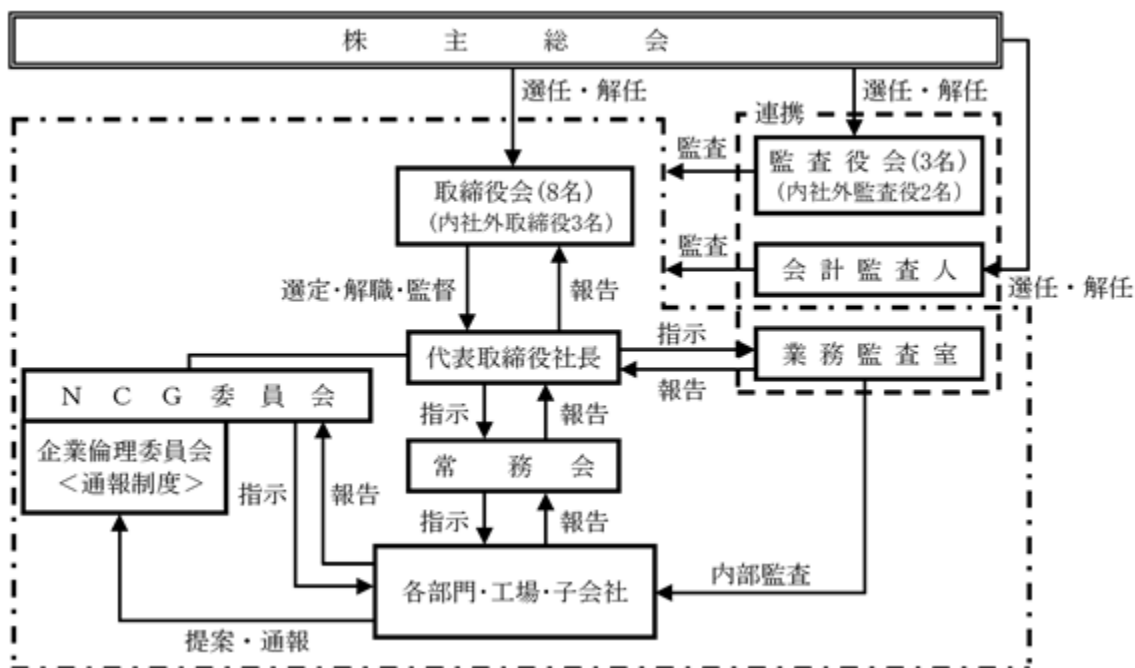 株主総会
選任・解任
選任・解任
連携
監査
監査役会(3名)
(内社外監査役2名)
取締役会(8名)
(内社外取締役3名)
監査
会計監査人
選任・解任
選定・解職・監督
報告
指示
代表取締役社長
業務監査室
報告
NCG委員会
指示
報告
企業倫理委員会
<通報制度>
常務会
指示
報告
指示
報告
内部監査
各部門・工場・子会社
提案・通報